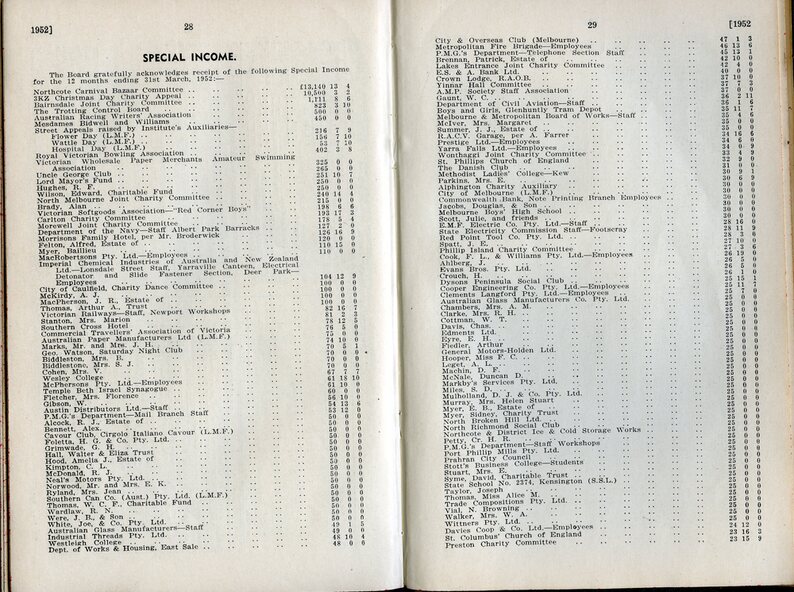 1952]
28
SPECIAL INCOME.
The Board gratefully acknowledges receipt of the following Special Income
for the 12 months ending 31st March, 1952:—
Northcote Carnival Bazaar Committee .. £13,140 13 4
3KZ Christmas Day Charity Appeal .. 10,500 3 2
Bairnsdale Joint Charity Committee .. 1,111 8 6
The Trotting Control Board .. 823 3 10
Australian Racing Writers' Association .. 500 0 0
Mesdames Bidwell and Williams .. 450 0 0
Street Appeals raised by Institute's Auxiliaries—
Flower Day (L.M.F.) .. 216 7 9
Wattle Day (L.M.F.) .. 156 7 10
Hospital Day (L.M.F.) .. 53 7 10
Royal Victorian Bowling Association .. 402 3 8
Victorian Wholesale Paper Merchants Amateur Swimming
Association .. 325 0 0
Uncle George Club .. 265 0 0
Lord Mayor's Fund .. 251 10 7
Hughes, R. F. .. 250 0 0
Wilson, Edward, Charitable Fund .. 250 0 0
North Melbourne Joint Charity Committee .. 240 14 4
Brady, Alan .. 215 0 0
Victorian Softgoods Association—"Red Corner Boys" .. 198 6 6
Carlton Charity Committee .. 193 17 3
Morewell Joint Charity Committee .. 178 5 4
Department of the Navy—Staff Albert Park Barracks .. 127 2 0
Morrisons Family Hotel, per Mr. Broderwick .. 126 16 9
Felton, Alfred, Estate of .. 120 0 0
Myer, Baillieu .. 110 15 0
MacRobertsons Pty. Ltd.—Employees .. 110 0 0
Imperial Chemical Industries of Australia and New Zealand
Ltd.—Lonsdale Street Staff, Yarraville Canteen, Electrical
Detonator and Slide Fastener Section, Deer Park—
Employees .. 104 12 9
City of Caulfield, Charity Dance Committee .. 100 0 0
McKirdy, A. J. .. 100 0 0
MacPherson, J. R., Estate of .. 100 0 0
Thomas, Arthur A., Trust .. 100 0 0
Victorian Railways—Staff, Newport Workshops .. 82 16 7
Stanton, Mrs. Marion .. 81 2 3
Southern Cross Hotel .. 78 12 5
Commercial Travellers' Association of Victoria .. 76 5 0
Australian Paper Manufacturers Ltd (L.M.F.) .. 75 0 0
Marks, Mr. and Mrs. J. H. .. 74 10 0
Geo. Watson, Saturday Night Club .. 70 5 1
Biddleston, Mrs. B. .. 70 0 0
Biddlestone, Mrs. S. J. .. 70 0 0
Cohen, Mrs. V. .. 70 0 0
Wesley College .. 67 7 7
McPhersons Pty. Ltd.—Employees .. 61 18 10
Temple Beth Israel Synagogue .. 61 10 0
Fletcher, Mrs. Florence .. 60 0 0
Gibson, W. .. 56 10 0
Austin Distributors Ltd.—Staff .. 54 13 6
P.M.G.'s Department—Mail Branch Staff .. 53 12 0
Alcock, R. J., Estate of .. 50 0 0
Bennett, Alex. .. 50 0 0
Cavour Club, Cirgolo Italiano Cavour (L.M.F.) .. 50 0 0
Foletta, H. G. & Co. Pty. Ltd. .. 50 0 0
Grimwade, G. H. .. 50 0 0
Hall, Walter & Eliza Trust .. 50 0 0
Hood, Amelia J., Estate of .. 50 0 0
Kimpton, C. L. .. 50 0 0
McDonald, R. J. .. 50 0 0
Neal's Motors Pty. Ltd. .. 50 0 0
Norwood, Mr. and Mrs. E. K. .. 50 0 0
Ryland, Mrs. Jean .. 50 0 0
Southern Can Co. (Aust.) Pty. Ltd. (L.M.F.) .. 50 0 0
Thomas, W. C. F., Charitable Fund .. 50 0 0
Wardlaw, R. N. .. 50 0 0
Were, J. B. & Son .. 50 0 0
White, Joe, & Co. Pty. Ltd. .. 50 0 0
Australian Glass Manufacturers—Staff .. 49 1 5
Industrial Threads Pty. Ltd. .. 49 0 0
Westleigh College .. 48 10 4
Dept. of Works & Housing, East Sale .. 48 0 6
29
[1952
City & Overseas Club (Melbourne) .. 47 1 3
Metropolitan Fire Brigade—Employees .. 46 13 6
P.M.G.'s Department—Telephone Section Staff .. 45 13 1
Brennan, Patrick, Estate of .. 42 10 0
Lakes Entrance Joint Charity Committee .. 42 4 0
E.S. & A. Bank Ltd. .. 40 0 0
Crown Lodge, R.A.O.B. .. 37 10 0
Yinnar Hall Committee .. 37 7 3
A.M.P. Society Staff Association .. 37 0 0
Gaunt, W. C. .. 36 2 11
Department of Civil Aviation—Staff .. 36 1 6
Boys and Girls, Glenhuntly Tram Depot .. 35 11 7
Melbourne & Metropolitan Board of Works—Staff .. 35 4 6
McIver, Mrs. Margaret .. 35 0 0
Summer, J. J., Estate of .. 35 0 0
R.A.C.V. Garage, per A. Farrer .. 34 16 6
Prestige Ltd.—Employees .. 34 6 0
Yarra Falls Ltd.—Employees .. 34 0 9
Wonthaggi Joint Charity Committee .. 33 4 9
St. Phillips Church of England .. 32 9 0
The Danish Club .. 31 0 0
Methodist Ladies' College—Kew .. 30 9 1
Parkins, Mrs. E. .. 30 6 9
Alphington Charity Auxiliary .. 30 0 0
City of Melbourne (L.M.F.) .. 30 0 0
Commonwealth Bank, Note Printing Branch Employees .. 30 0 0
Jacobs, Douglas, & Son .. 30 0 0
Melbourne Boys' High School .. 30 0 0
Scott, Julie, and friends .. 30 0 0
E.M.F. Electric Co. Pty. Ltd.—Staff .. 28 16 0
State Electricity Commission Staff—Footscray .. 28 11 9
Red Point Tool Co. Pty. Ltd. .. 28 3 8
Spatt, J. E. .. 27 10 0
Phillip Island Charity Committee .. 27 3 6
Cook, F. L., & Williams Pty. Ltd.—Employees .. 26 19 0
Ahlberg, J. .. 26 5 0
Evans Bros. Pty. Ltd. .. 26 5 0
Crouch, H. .. 26 1 0
Dysons Peninsula Social Club .. 25 15 1
Cooper Engineering Co. Pty. Ltd.—Employees .. 25 11 7
Clements Langford Pty. Ltd.—Employees .. 25 7 0
Australian Glass Manufacturers Co. Pty. Ltd. .. 25 0 0
Chambers, Mrs. A. M. .. 25 0 0
Clarke, Mrs. R. H. .. 25 0 0
Cottman, W. T. .. 25 0 0
Davis, Chas. .. 25 0 0
Edments Ltd. .. 25 0 0
Eyre, E. H. .. 25 0 0
Fiedler, Arthur .. 25 0 0
General Motors-Holden Ltd. .. 25 0 0
Hooper, Miss F. C. .. 25 0 0
Leget, A. L. .. 25 0 0
Machin, D. F. .. 25 0 0
McNale, Duncan D. .. 25 0 0
Markby's Services Pty. Ltd. .. 25 0 0
Miles, S. D. .. 25 0 0
Mulholland, D. J. & Co. Pty. Ltd. .. 25 0 0
Murray, Mrs. Helen Stuart .. 25 0 0
Myer, E. B., Estate of .. 25 0 0
Myer, Sidney, Charity Trust .. 25 0 0
North Broken Hill Ltd. .. 25 0 0
North Richmond Social Club .. 25 0 0
Northcote & District Ice & Cold Storage Works .. 25 0 0
Petty, Cr. H. R. .. 25 0 0
P.M.G.'s Department—Staff Workshops .. 25 0 0
Port Phillip Mills Pty. Ltd. .. 25 0 0
Prahran City Council .. 25 0 0
Stott's Business College—Students .. 25 0 0
Stuart, Mrs. E. .. 25 0 0
Syme, David, Charitable Trust .. 25 0 0
State School No. 2374, Kensington (S.S.L.) .. 25 0 0
Taylor, Joseph .. 25 0 0
Thomas, Miss Alice M. .. 25 0 0
Trade Compositions Pty. Ltd. .. 25 0 0
Vial, N. Browning .. 25 0 0
Walker, Mrs. W. A. .. 25 0 0
Wittners Pty. Ltd. .. 25 0 0
Davies Coop & Co. Ltd.—Employees .. 24 12 0
St. Columbus' Church of England .. 23 16 3
Preston Charity Committee .. 23 15 9